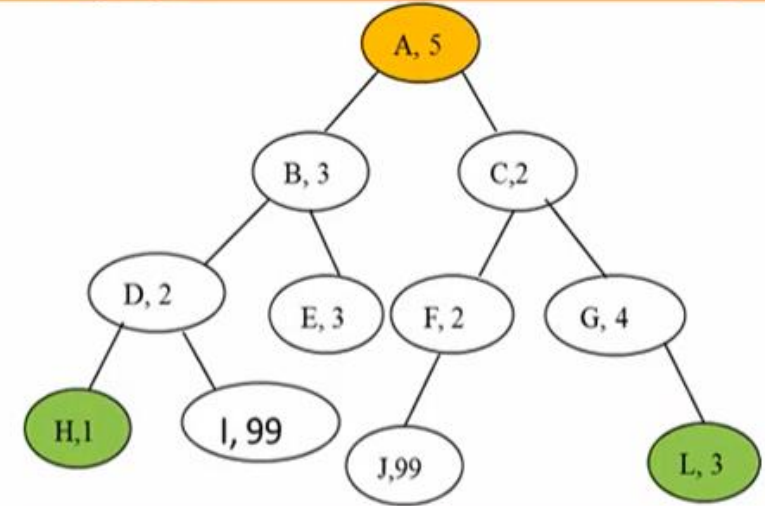 A, 5
B, 3
C,2
D, 2
E, 3
F, 2
G, 4
H,1
I, 99
J,99
L, 3